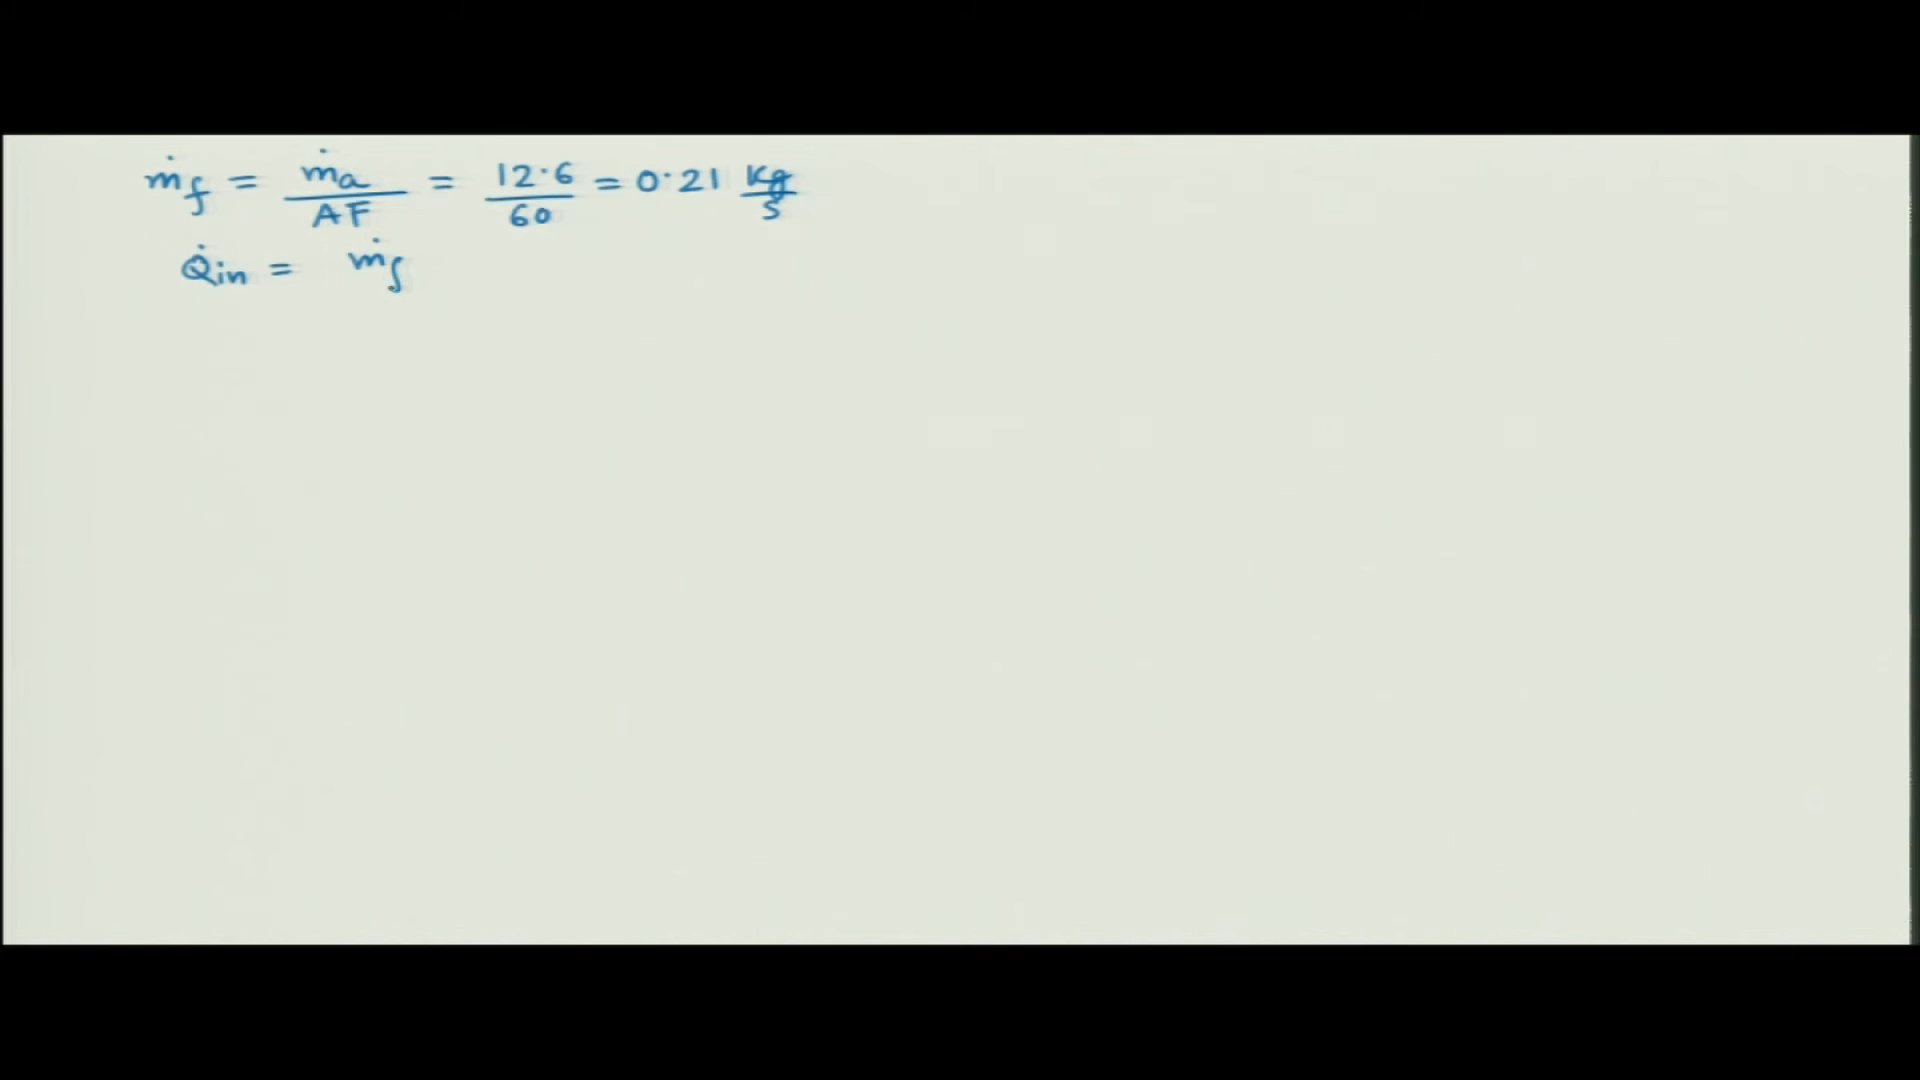 ṁf = ṁa/AF = 12.6/60 = 0.21 kg/s
Q̇in = ṁf